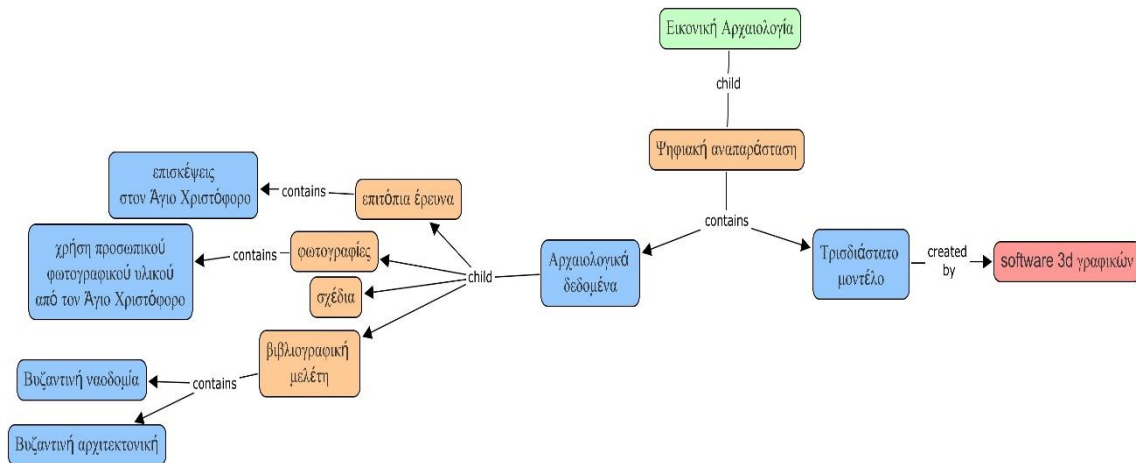 Εικονική Αρχαιολογία
child
Ψηφιακή αναπαράσταση
contains
Αρχαιολογικά
δεδομένα
Τρισδιάστατο
μοντέλο
created
by
software 3d γραφικών
child
επιτόπια έρευνα
contains
επισκέψεις
στον Άγιο Χριστόφορο
φωτογραφίες
contains
χρήση προσωπικού
φωτογραφικού υλικού
από τον Άγιο Χριστόφορο
σχέδια
βιβλιογραφική
μελέτη
contains
Βυζαντινή ναοδομία
Βυζαντινή αρχιτεκτονική